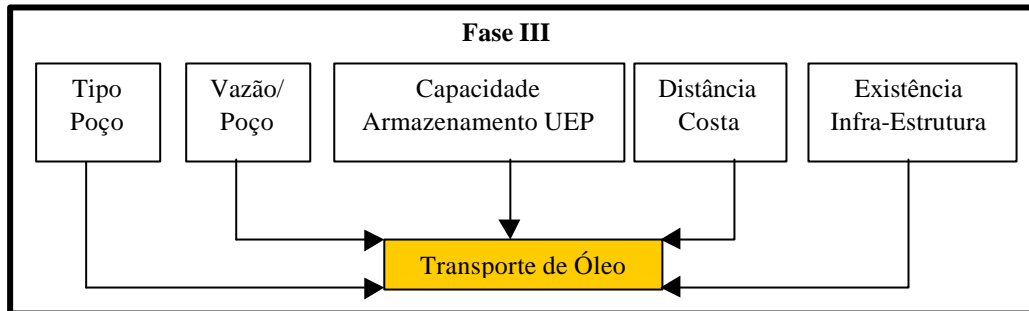 Fase III
Tipo
Poço
Vazão/
Poço
Capacidade
Armazenamento UEP
Distância
Costa
Existência
Infra-Estrutura
Transporte de Óleo